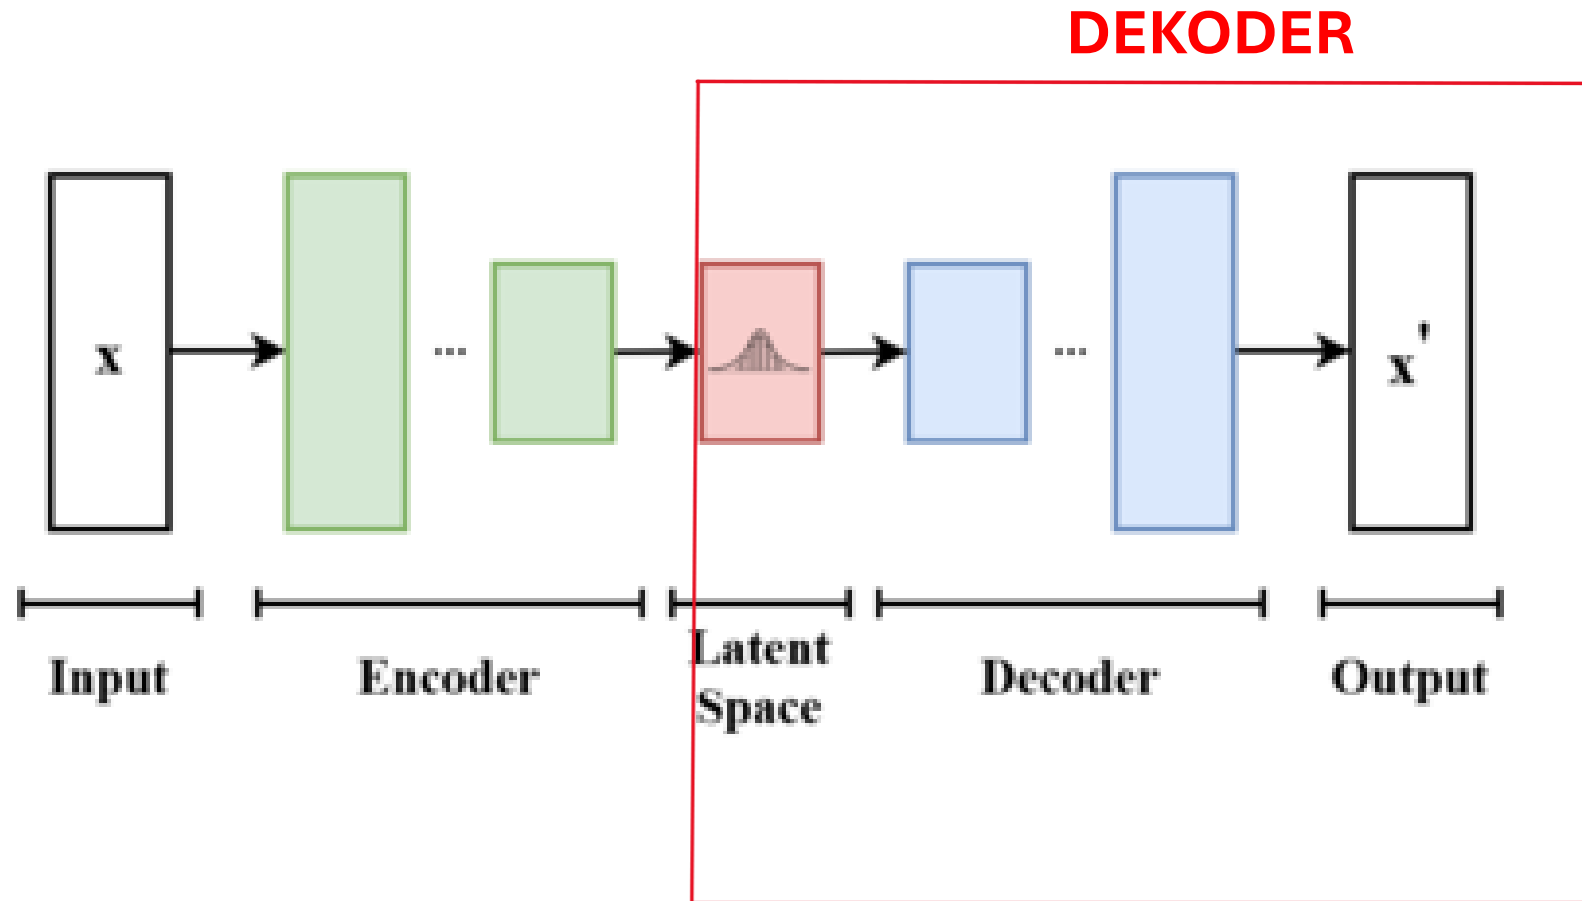 DEKODER
x
...
...
x'
Input
Encoder
Latent
Space
Decoder
Output